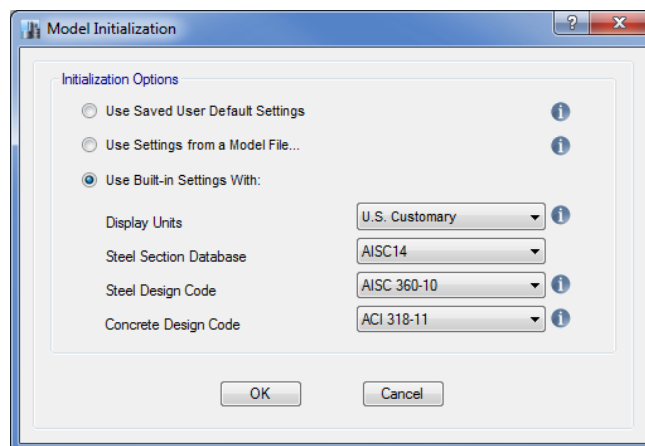 Model Initialization
Initialization Options
Use Saved User Default Settings
Use Settings from a Model File...
Use Built-in Settings With:
Display Units U.S. Customary
Steel Section Database AISC14
Steel Design Code AISC 360-10
Concrete Design Code ACI 318-11
OK Cancel